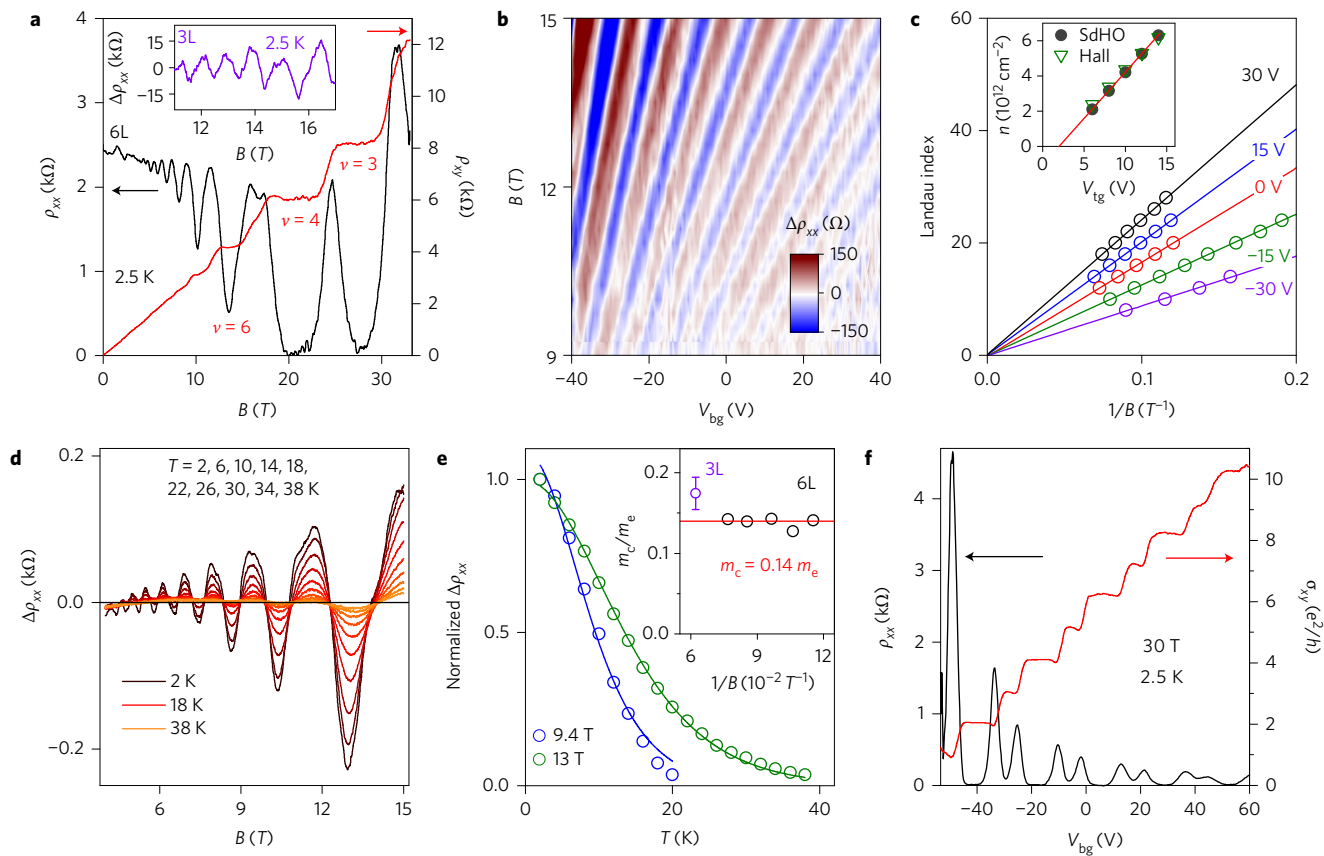 a
3L
2.5 K
Δρxx (kΩ)
15
0
−15
12
14
16
B (T)
6L
2.5 K
ν = 6
ν = 4
ν = 3
ρxx (kΩ)
4
3
2
1
0
0
10
20
30
B (T)
12
10
8
6
4
2
0
ρxy (kΩ)
b
B (T)
15
12
9
−40
−20
0
20
40
Vbg (V)
Δρxx (Ω)
150
0
−150
c
Landau index
60
40
20
0
0.0
0.1
0.2
1/B (T−1)
SdHO
Hall
n (10^12 cm−2)
6
4
2
0
0
5
10
15
Vtg (V)
30 V
15 V
0 V
−15 V
−30 V
d
T = 2, 6, 10, 14, 18,
22, 26, 30, 34, 38 K
Δρxx (kΩ)
0.2
0.0
−0.2
2 K
18 K
38 K
6
9
12
15
B (T)
e
Normalized Δρxx
1.0
0.5
0.0
0
20
40
T (K)
9.4 T
13 T
3L
6L
mc/me
0.2
0.1
0.0
mc = 0.14 me
6
8
10
12
1/B (10−2 T−1)
f
ρxx (kΩ)
4
3
2
1
0
30 T
2.5 K
−40
−20
0
20
40
60
Vbg (V)
10
8
6
4
2
0
σxy (e2/h)